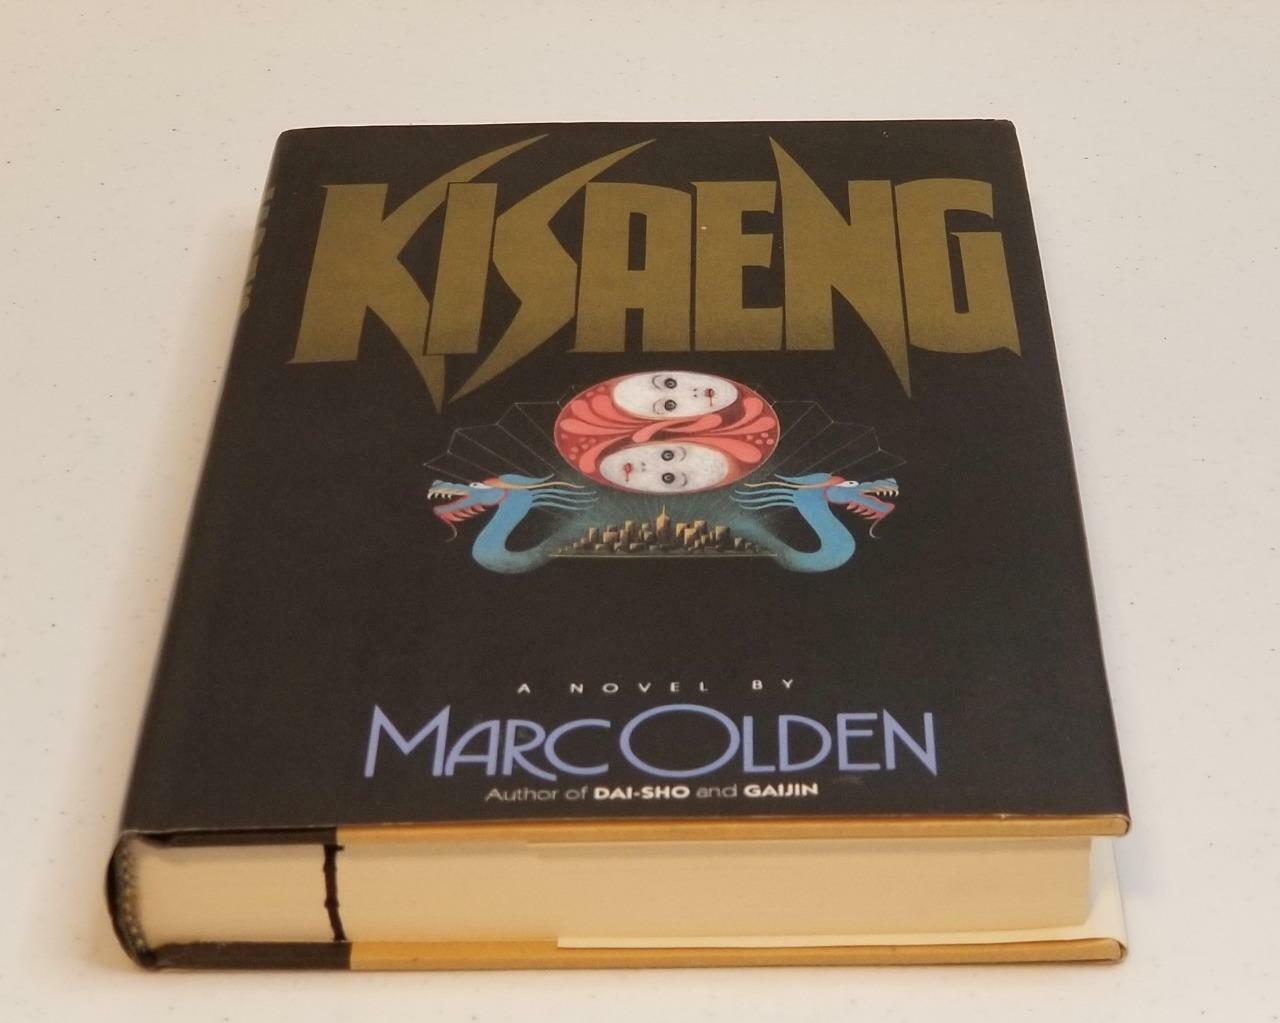 KISAENG
A NOVEL BY
MARC OLDEN
Author of DAI-SHO and GAIJIN